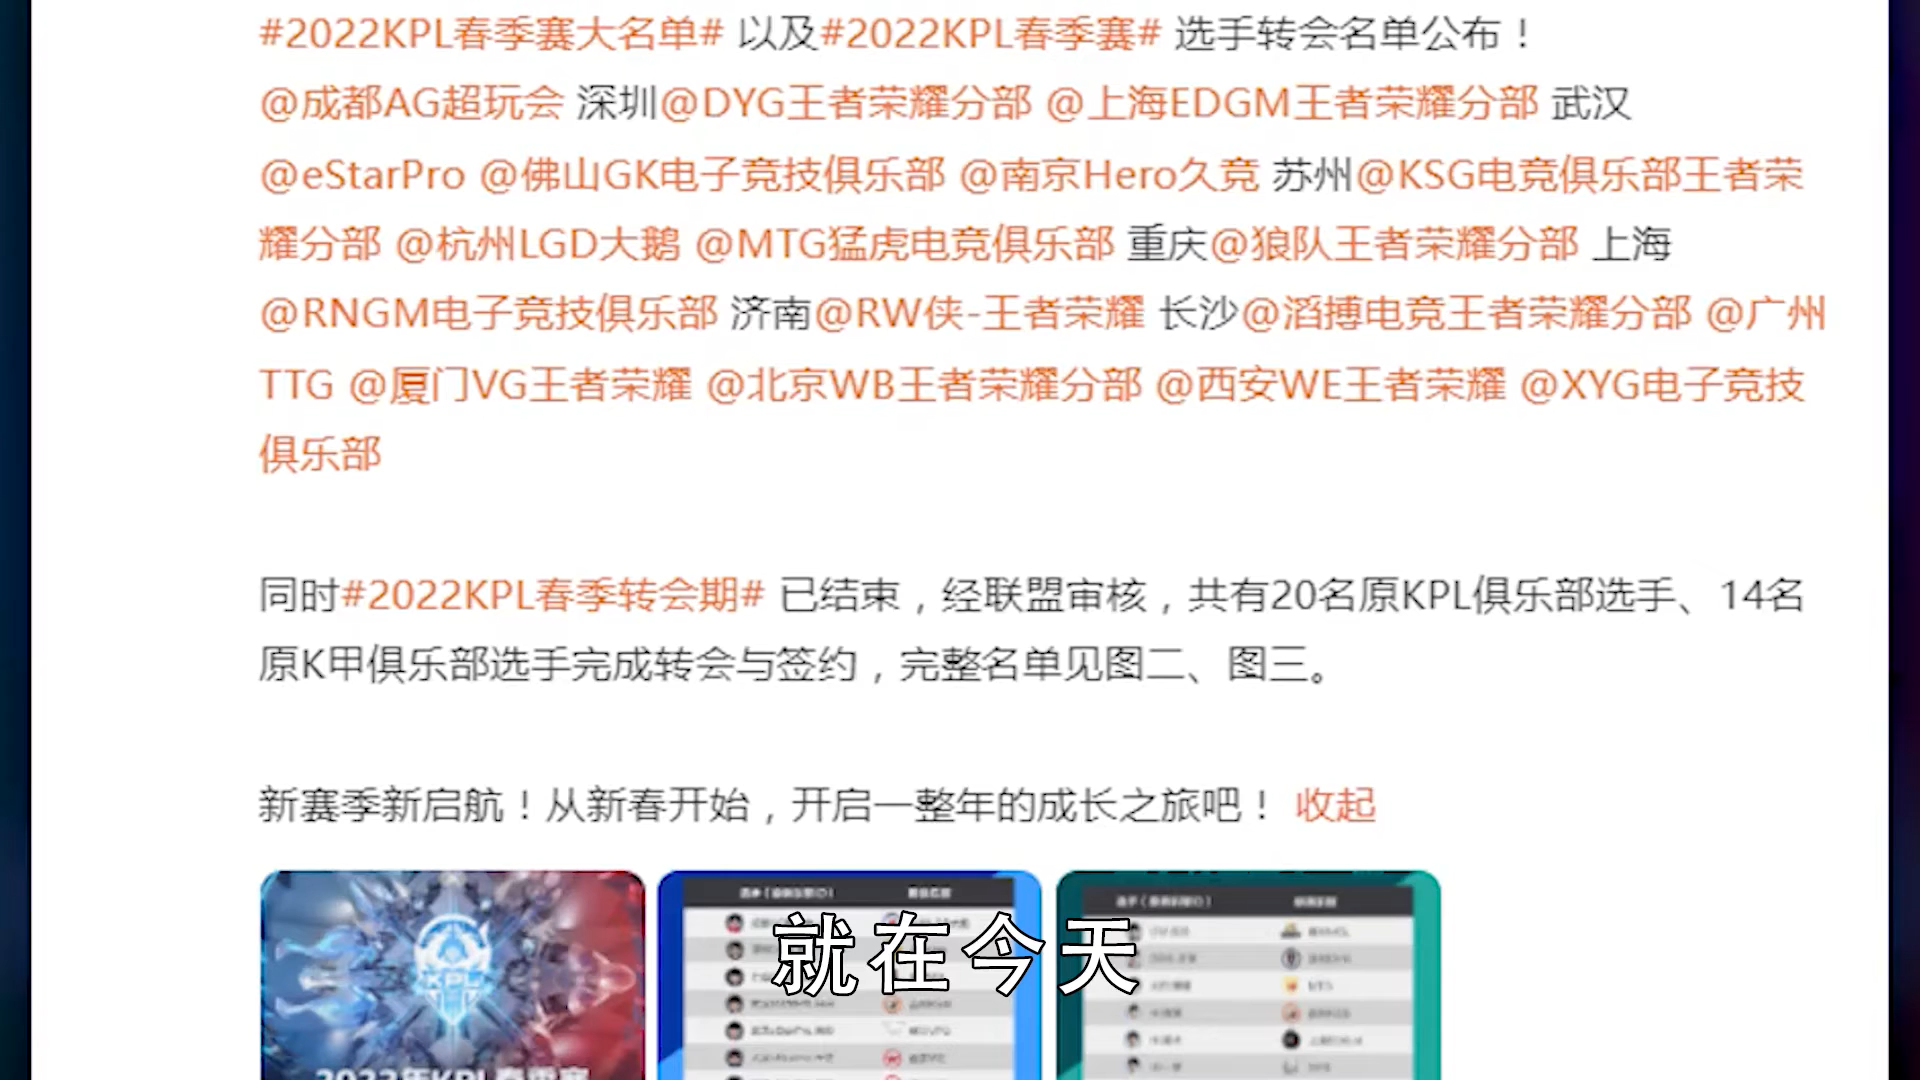 #2022KPL春季赛大名单# 以及#2022KPL春季赛# 选手转会名单公布！
@成都AG超玩会 深圳@DYG王者荣耀分部 @上海EDGM王者荣耀分部 武汉
@eStarPro @佛山GK电子竞技俱乐部 @南京Hero久竞 苏州@KSG电竞俱乐部王者荣
耀分部 @杭州LGD大鹅 @MTG猛虎电竞俱乐部 重庆@狼队王者荣耀分部 上海
@RNGM电子竞技俱乐部 济南@RW侠-王者荣耀 长沙@滔搏电竞王者荣耀分部 @广州
TTG @厦门VG王者荣耀 @北京WB王者荣耀分部 @西安WE王者荣耀 @XYG电子竞技
俱乐部
同时#2022KPL春季转会期# 已结束，经联盟审核，共有20名原KPL俱乐部选手、14名
原K甲俱乐部选手完成转会与签约，完整名单见图二、图三。
新赛季新启航！从新春开始，开启一整年的成长之旅吧！ 收起
KPL
2022年KPL春季赛
就在今天